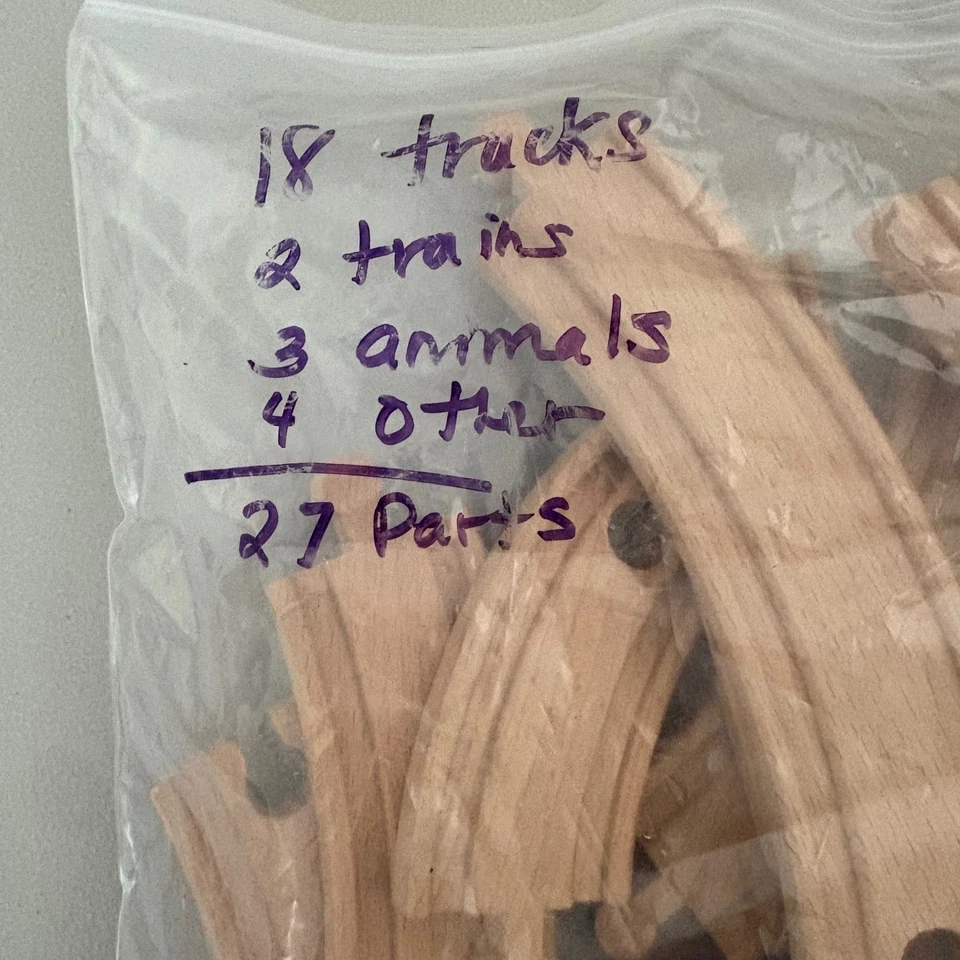 18 tracks
2 trains
3 animals
4 other
27 Parts